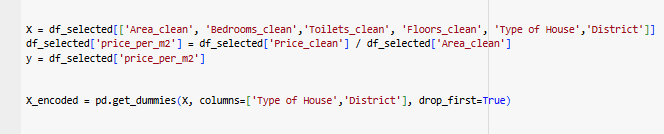 X = df_selected[['Area_clean', 'Bedrooms_clean','Toilets_clean', 'Floors_clean', 'Type of House','District']]
df_selected['price_per_m2'] = df_selected['Price_clean'] / df_selected['Area_clean']
y = df_selected['price_per_m2']
X_encoded = pd.get_dummies(X, columns=['Type of House','District'], drop_first=True)